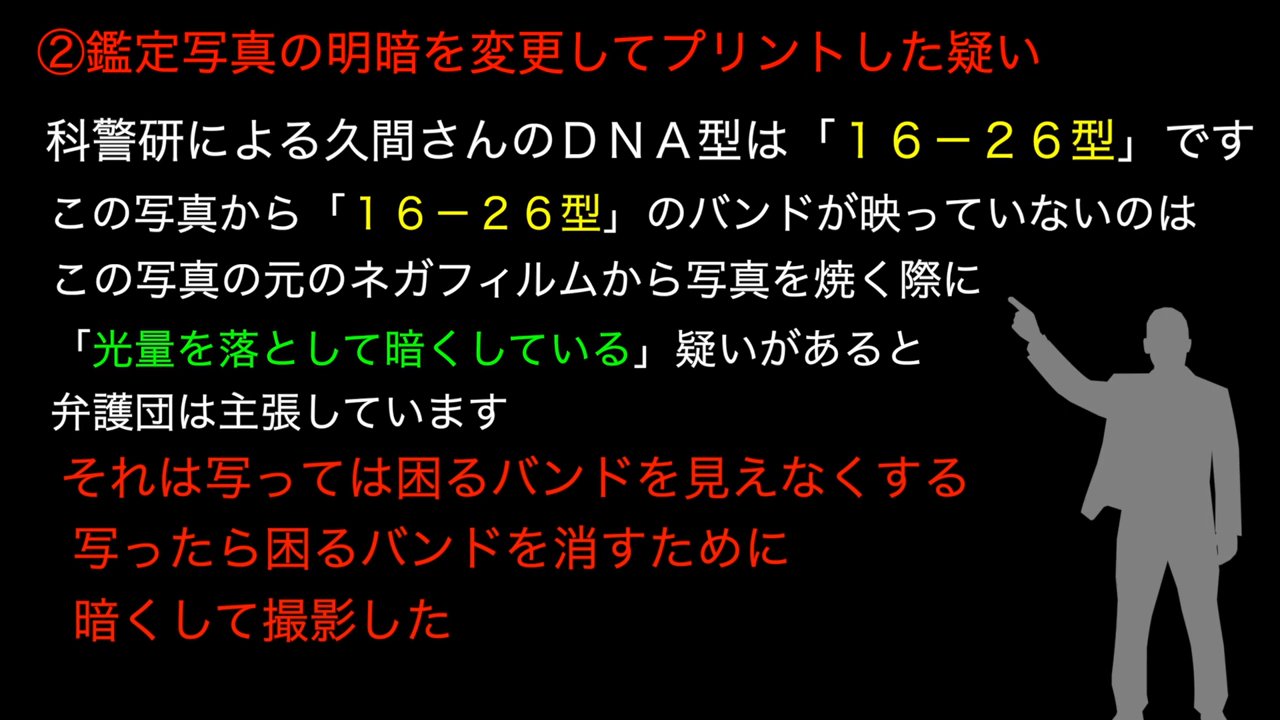 ②鑑定写真の明暗を変更してプリントした疑い
科警研による久間さんのＤＮＡ型は「１６－２６型」です
この写真から「１６－２６型」のバンドが映っていないのは
この写真の元のネガフィルムから写真を焼く際に
「光量を落として暗くしている」疑いがあると
弁護団は主張しています
それは写っては困るバンドを見えなくする
写ったら困るバンドを消すために
暗くして撮影した